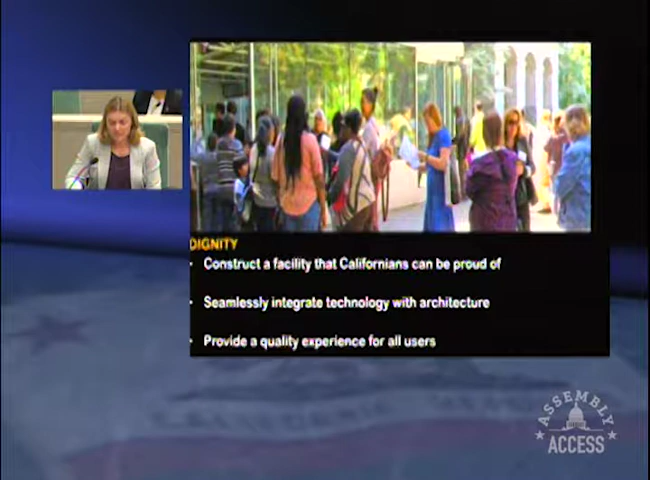 DIGNITY
• Construct a facility that Californians can be proud of
• Seamlessly integrate technology with architecture
• Provide a quality experience for all users
ASSEMBLY
ACCESS